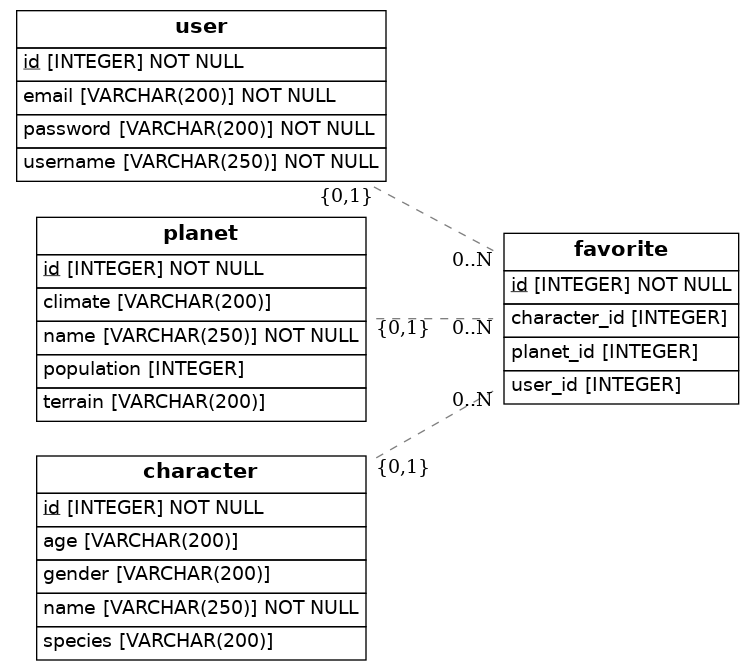 user
id [INTEGER] NOT NULL
email [VARCHAR(200)] NOT NULL
password [VARCHAR(200)] NOT NULL
username [VARCHAR(250)] NOT NULL
{0,1}
0..N
planet
id [INTEGER] NOT NULL
climate [VARCHAR(200)]
name [VARCHAR(250)] NOT NULL
population [INTEGER]
terrain [VARCHAR(200)]
{0,1}
0..N
favorite
id [INTEGER] NOT NULL
character_id [INTEGER]
planet_id [INTEGER]
user_id [INTEGER]
0..N
{0,1}
character
id [INTEGER] NOT NULL
age [VARCHAR(200)]
gender [VARCHAR(200)]
name [VARCHAR(250)] NOT NULL
species [VARCHAR(200)]